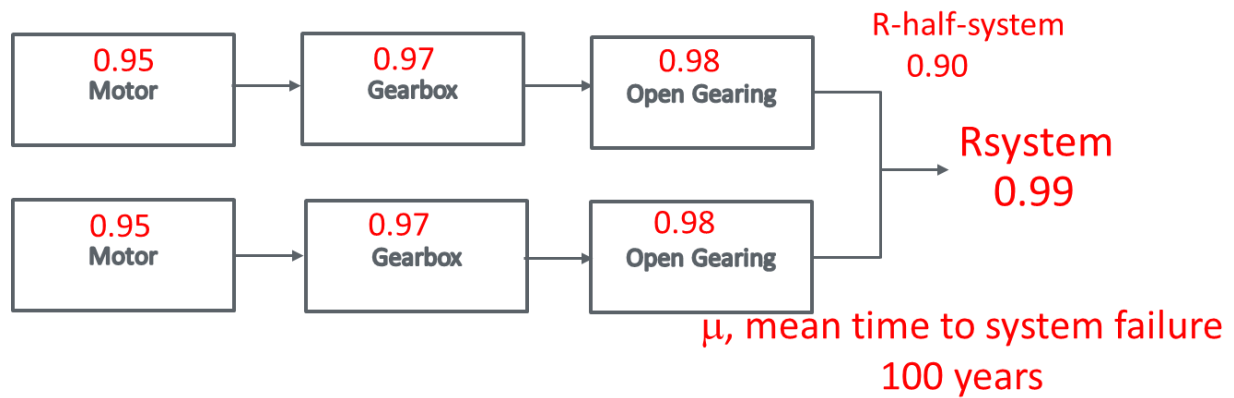 0.95
Motor
0.97
Gearbox
0.98
Open Gearing
R-half-system
0.90
Rsystem
0.99
0.95
Motor
0.97
Gearbox
0.98
Open Gearing
μ, mean time to system failure
100 years